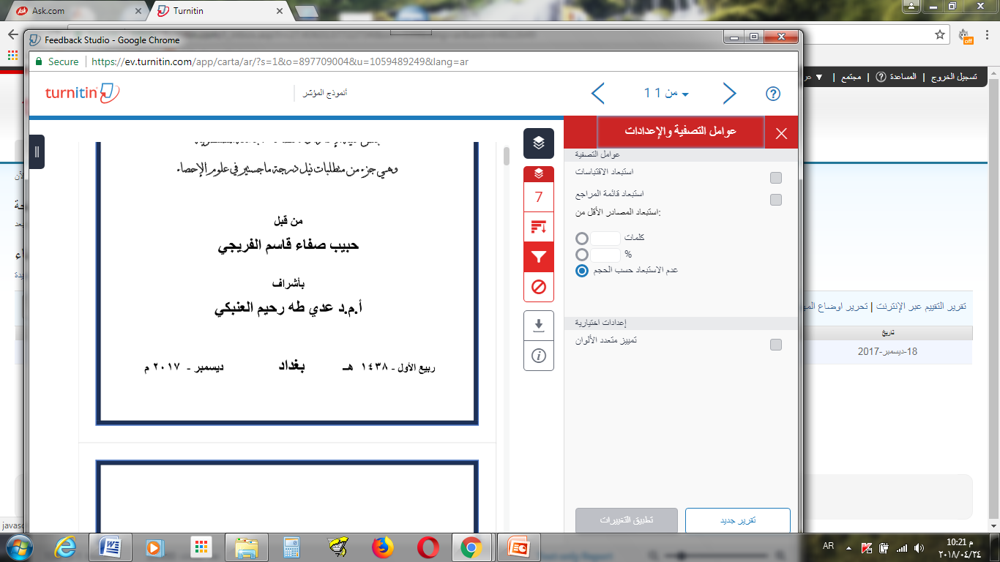 Ask.com
Turnitin
Feedback Studio - Google Chrome
Secure
https://ev.turnitin.com/app/carta/ar/?s=1&o=897709004&u=1059489249&lang=ar
تسجيل الخروج | المساعدة | مجتمع | عر
turnitin
أنموذج المؤشر
1 من 1
عوامل التصفية والإعدادات
عوامل التصفية
استبعاد الاقتباسات
استبعاد قائمة المراجع
استبعاد المصادر الأقل من:
كلمات
%
عدم الاستبعاد حسب الحجم
إعدادات اختيارية
تمييز متعدد الألوان
تطبيق التغييرات
تقرير جديد
7
وهي جزء من متطلبات نيل درجة ماجستير في علوم الإحصاء.
من قبل
حبيب صفاء قاسم الفريجي
بأشراف
أ.م.د عدي طه رحيم العنبكي
ربيع الأول - ١٤٣٨ هـ بغداد ديسمبر - ٢٠١٧ م
تقرير التقييم عبر الإنترنت | تحرير اوضاع
تاريخ
18-ديسمبر-2017
off
javasc
AR
10:21 م
٢٠١٨/٠٤/٢٤